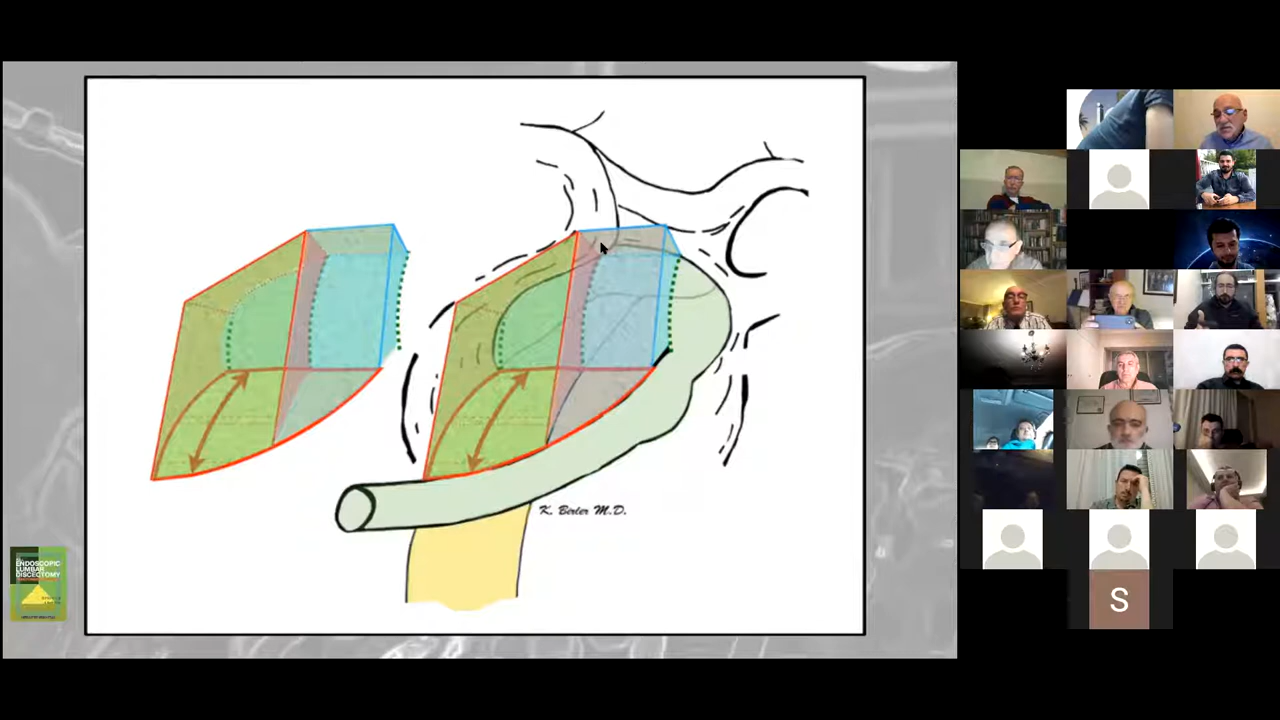 K. Berler M.D.
ENDOSCOPIC
LUMBAR
DISCECTOMY
S